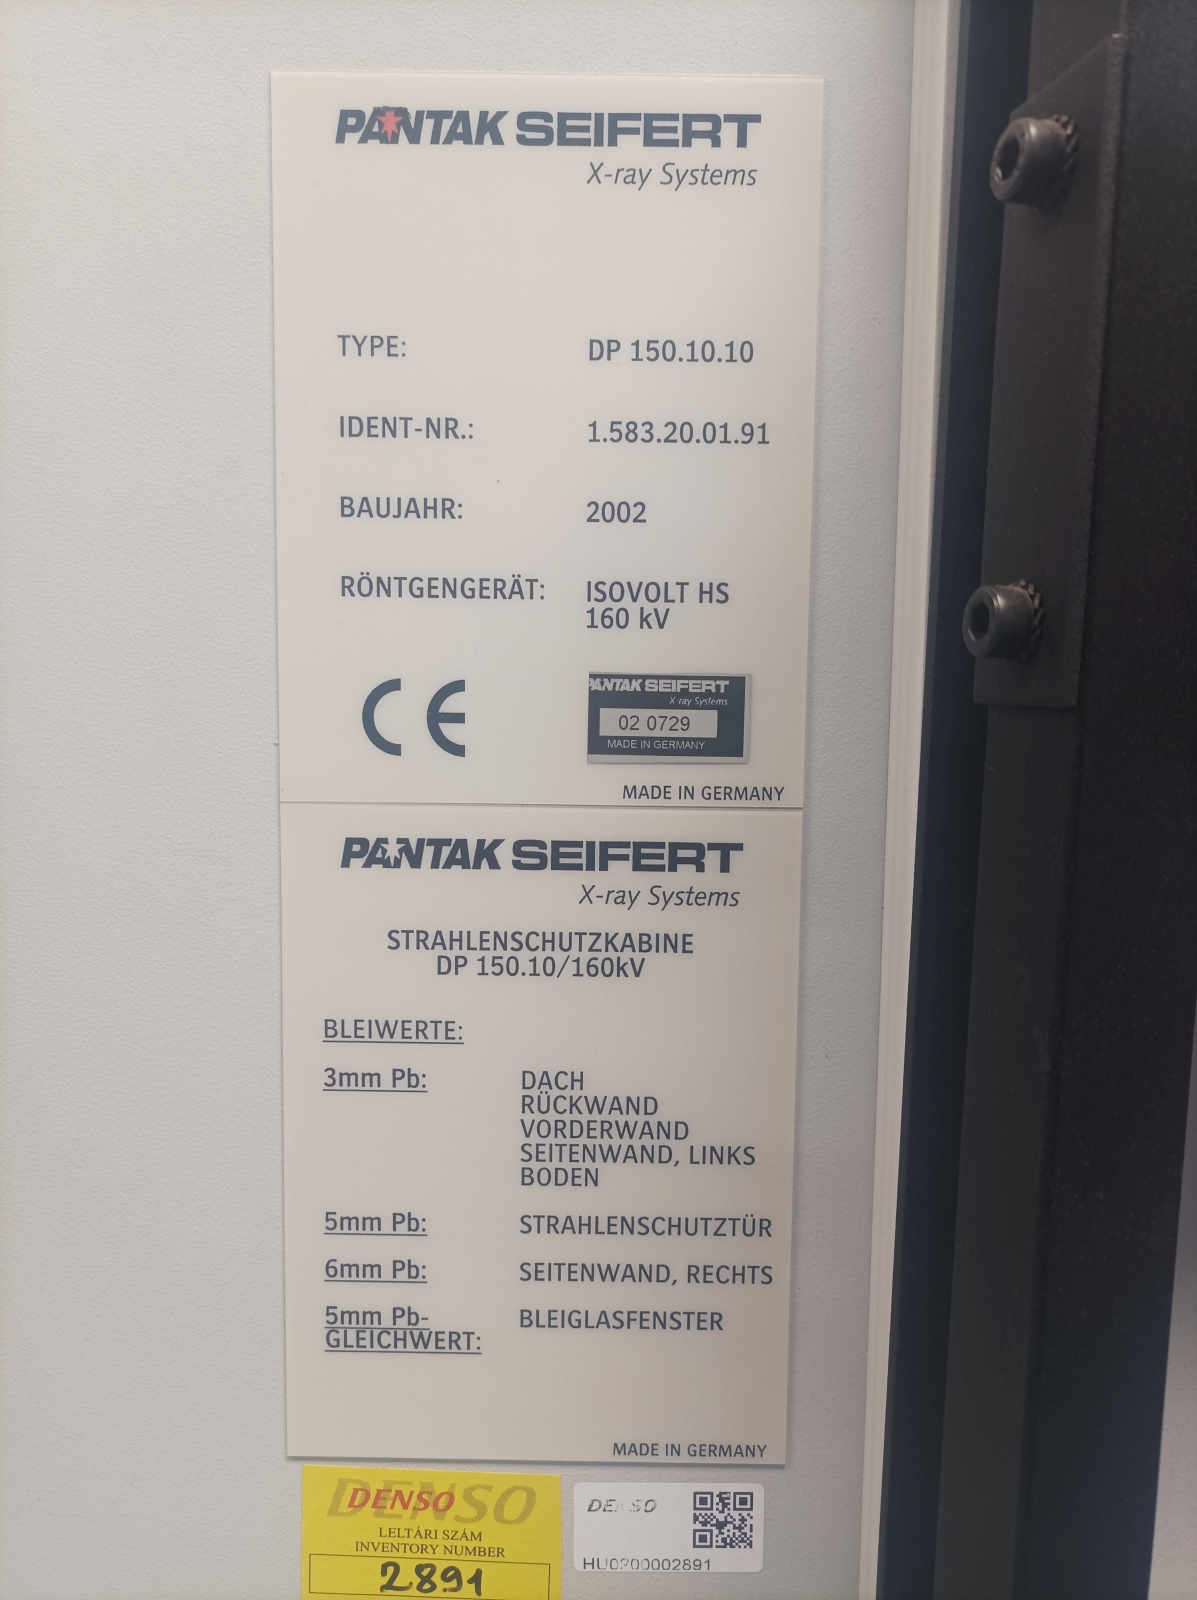 PANTAK SEIFERT
X-ray Systems
TYPE: DP 150.10.10
IDENT-NR.: 1.583.20.01.91
BAUJAHR: 2002
RÖNTGENGERÄT: ISOVOLT HS
160 kV
CE
PANTAK SEIFERT
X-ray Systems
02 0729
MADE IN GERMANY
MADE IN GERMANY
PANTAK SEIFERT
X-ray Systems
STRAHLENSCHUTZKABINE
DP 150.10/160kV
BLEIWERTE:
3mm Pb: DACH
RÜCKWAND
VORDERWAND
SEITENWAND, LINKS
BODEN
5mm Pb: STRAHLENSCHUTZTÜR
6mm Pb: SEITENWAND, RECHTS
5mm Pb- BLEIGLASFENSTER
GLEICHWERT:
MADE IN GERMANY
DENSO
DENSO
LELTÁRI SZÁM
INVENTORY NUMBER
2891
DENSO
HU0200002891